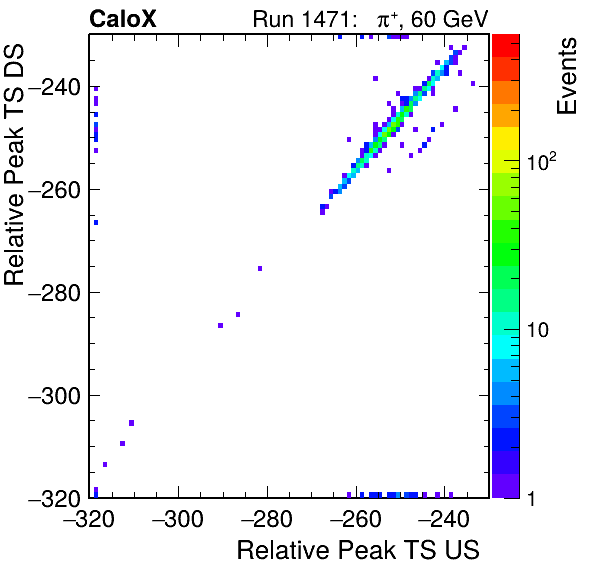 CaloX Run 1471: π⁺, 60 GeV
Relative Peak TS DS
−240
−260
−280
−300
−320
−320 −300 −280 −260 −240
Relative Peak TS US
Events
10²
10
1